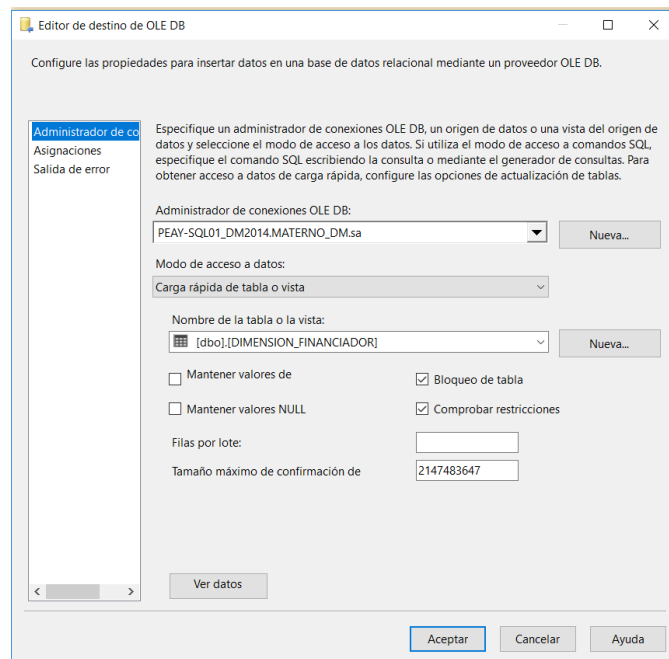 Editor de destino de OLE DB
Configure las propiedades para insertar datos en una base de datos relacional mediante un proveedor OLE DB.
Administrador de co
Asignaciones
Salida de error
Especifique un administrador de conexiones OLE DB, un origen de datos o una vista del origen de
datos y seleccione el modo de acceso a los datos. Si utiliza el modo de acceso a comandos SQL,
especifique el comando SQL escribiendo la consulta o mediante el generador de consultas. Para
obtener acceso a datos de carga rápida, configure las opciones de actualización de tablas.
Administrador de conexiones OLE DB:
PEAY-SQL01_DM2014.MATERNO_DM.sa
Nueva...
Modo de acceso a datos:
Carga rápida de tabla o vista
Nombre de la tabla o la vista:
[dbo].[DIMENSION_FINANCIADOR]
Nueva...
Mantener valores de
Bloqueo de tabla
Mantener valores NULL
Comprobar restricciones
Filas por lote:
Tamaño máximo de confirmación de
2147483647
Ver datos
Aceptar
Cancelar
Ayuda